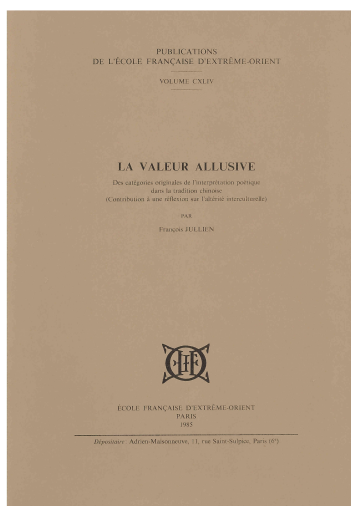 PUBLICATIONS
DE L'ÉCOLE FRANÇAISE D'EXTRÊME-ORIENT
VOLUME CXLIV
LA VALEUR ALLUSIVE
Des catégories originales de l'interprétation poétique
dans la tradition chinoise
(Contribution à une réflexion sur l'altérité interculturelle)
PAR
François JULLIEN
ÉCOLE FRANÇAISE D'EXTRÊME-ORIENT
PARIS
1985
Dépositaire: Adrien-Maisonneuve, 11, rue Saint-Sulpice, Paris (6e)